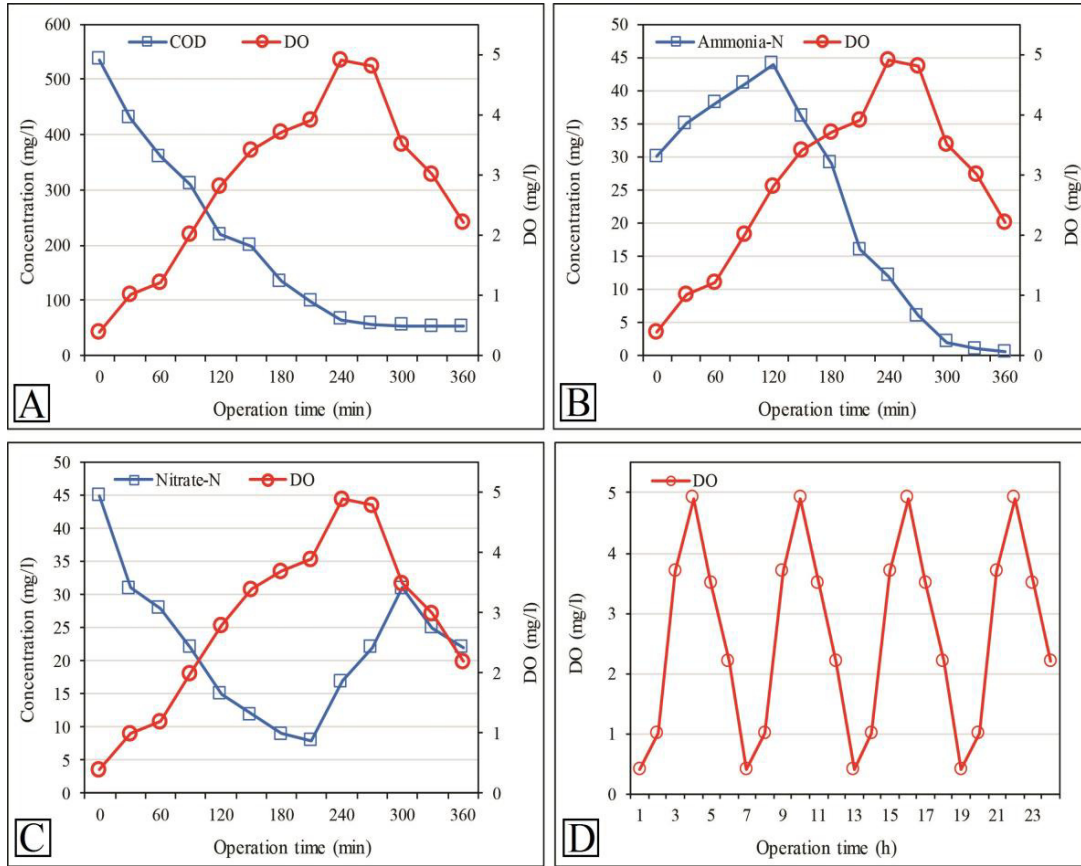 COD DO
Concentration (mg/l)
600
500
400
300
200
100
0
5
4
3
2
1
0
DO (mg/l)
0 60 120 180 240 300 360
Operation time (min)
A
Ammonia-N DO
Concentration (mg/l)
50
45
40
35
30
25
20
15
10
5
0
5
4
3
2
1
0
DO (mg/l)
0 60 120 180 240 300 360
Operation time (min)
B
Nitrate-N DO
Concentration (mg/l)
50
45
40
35
30
25
20
15
10
5
0
5
4
3
2
1
0
DO (mg/l)
0 60 120 180 240 300 360
Operation time (min)
C
DO
DO (mg/l)
5
4
3
2
1
0
1 3 5 7 9 11 13 15 17 19 21 23
Operation time (h)
D